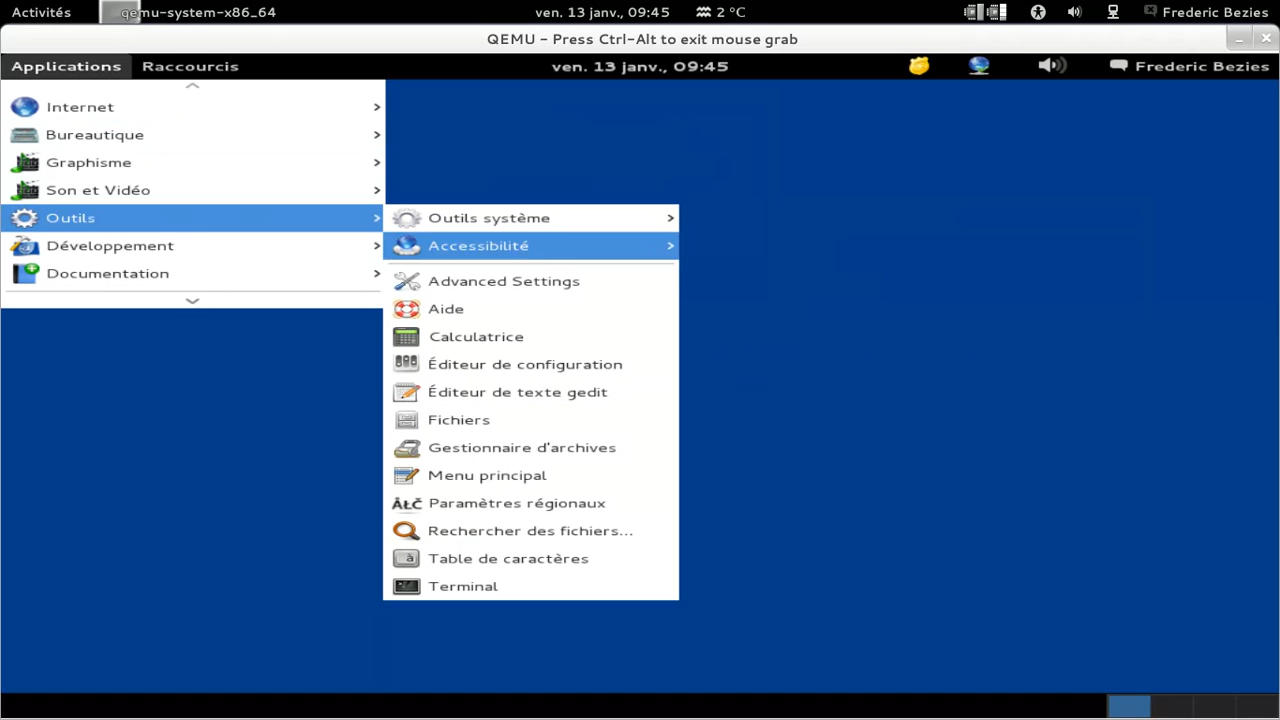 Activités qemu-system-x86_64 ven. 13 janv., 09:45 2 °C Frederic Bezies
QEMU - Press Ctrl-Alt to exit mouse grab
Applications Raccourcis ven. 13 janv., 09:45 Frederic Bezies
Internet
Bureautique
Graphisme
Son et Vidéo
Outils
Développement
Documentation
Outils système
Accessibilité
Advanced Settings
Aide
Calculatrice
Éditeur de configuration
Éditeur de texte gedit
Fichiers
Gestionnaire d'archives
Menu principal
Paramètres régionaux
Rechercher des fichiers...
Table de caractères
Terminal